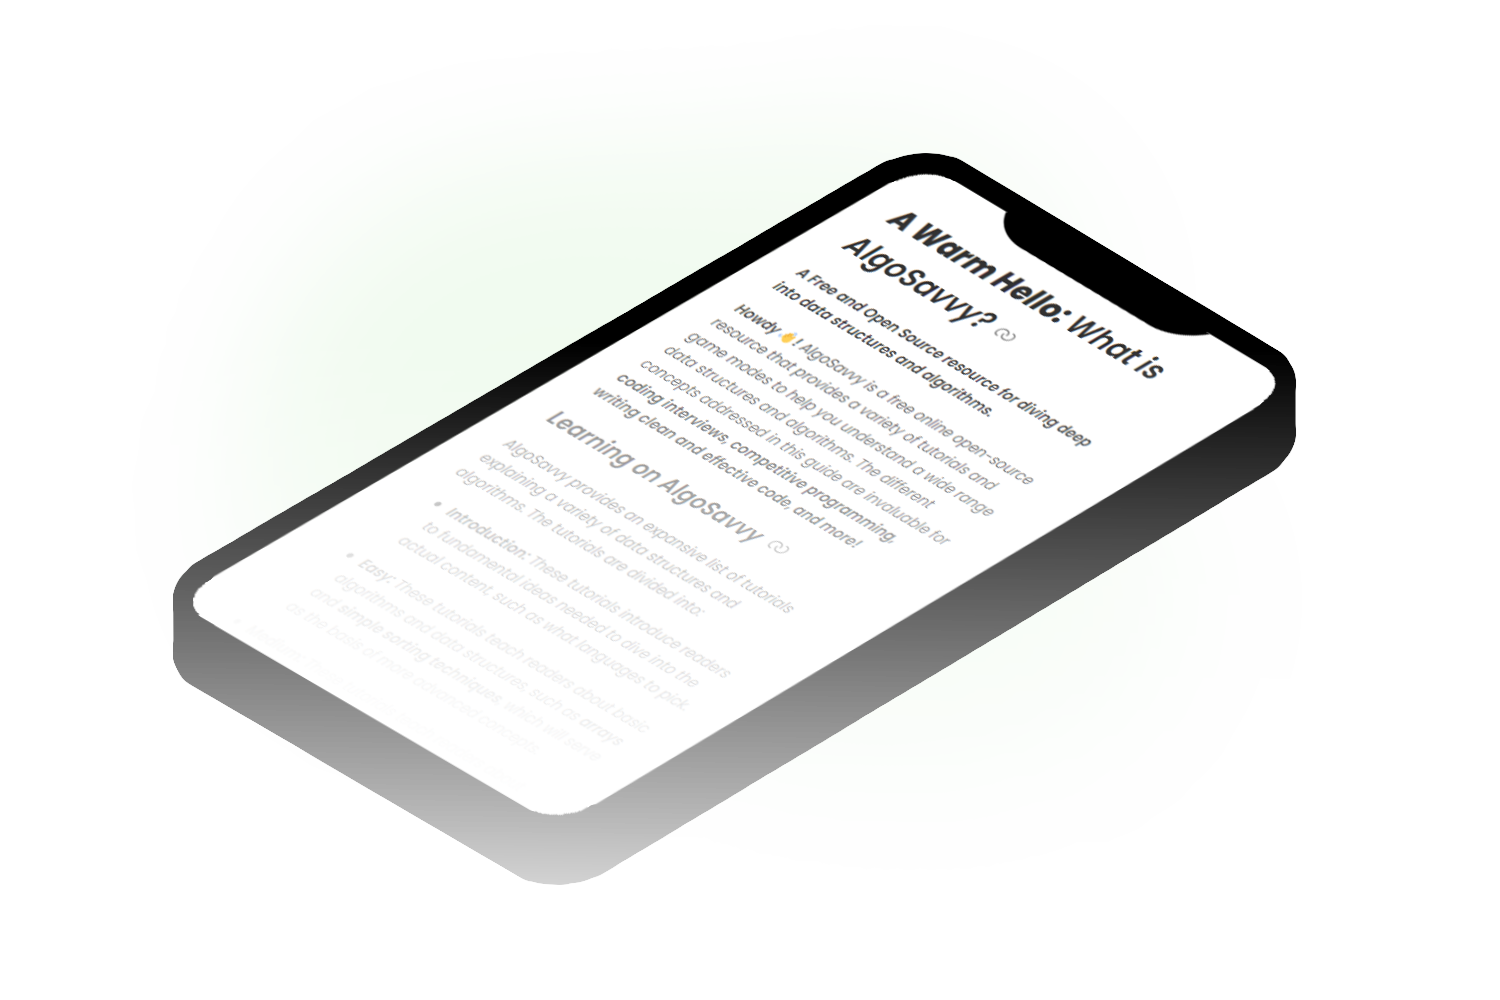 A Warm Hello: What is
AlgoSavvy?
A Free and Open Source resource for diving deep
into data structures and algorithms.
Howdy 👋! AlgoSavvy is a free online open-source
resource that provides a variety of tutorials and
game modes to help you understand a wide range
data structures and algorithms. The different
concepts addressed in this guide are invaluable for
coding interviews, competitive programming,
writing clean and effective code, and more!
Learning on AlgoSavvy
AlgoSavvy provides an expansive list of tutorials
explaining a variety of data structures and
algorithms. The tutorials are divided into:
• Introduction: These tutorials introduce readers
to fundamental ideas needed to dive into the
actual content, such as what languages to pick.
• Easy: These tutorials teach readers about basic
algorithms and data structures, such as arrays
and simple sorting techniques, which will serve
as the basis of more advanced concepts
• Medium: